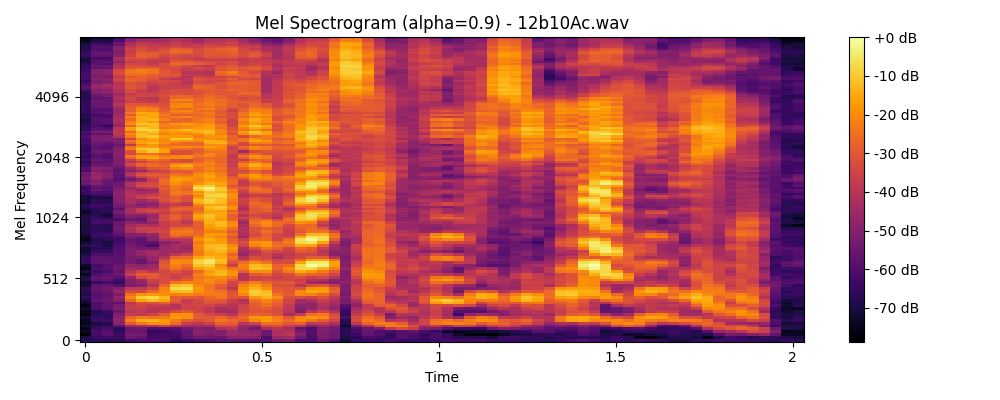 Mel Spectrogram (alpha=0.9) - 12b10Ac.wav
Mel Frequency
4096
2048
1024
512
0
0
0.5
1
1.5
2
Time
+0 dB
-10 dB
-20 dB
-30 dB
-40 dB
-50 dB
-60 dB
-70 dB